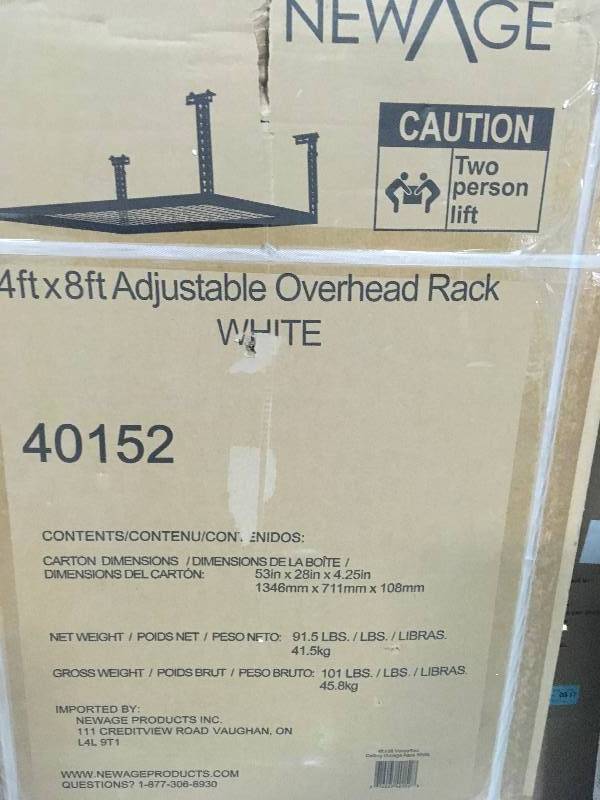 NEWAGE
CAUTION
Two
person
lift
4ftx8ft Adjustable Overhead Rack
WHITE
40152
CONTENTS/CONTENU/CONTENIDOS:
CARTON DIMENSIONS / DIMENSIONS DE LA BOÎTE /
DIMENSIONS DEL CARTÓN: 53in x 28in x 4.25in
1346mm x 711mm x 108mm
NET WEIGHT / POIDS NET / PESO NETO: 91.5 LBS. / LBS. / LIBRAS.
41.5kg
GROSS WEIGHT / POIDS BRUT / PESO BRUTO: 101 LBS. / LBS. / LIBRAS.
45.8kg
IMPORTED BY:
NEWAGE PRODUCTS INC.
111 CREDITVIEW ROAD VAUGHAN, ON
L4L 9T1
WWW.NEWAGEPRODUCTS.COM
QUESTIONS? 1-877-306-8930